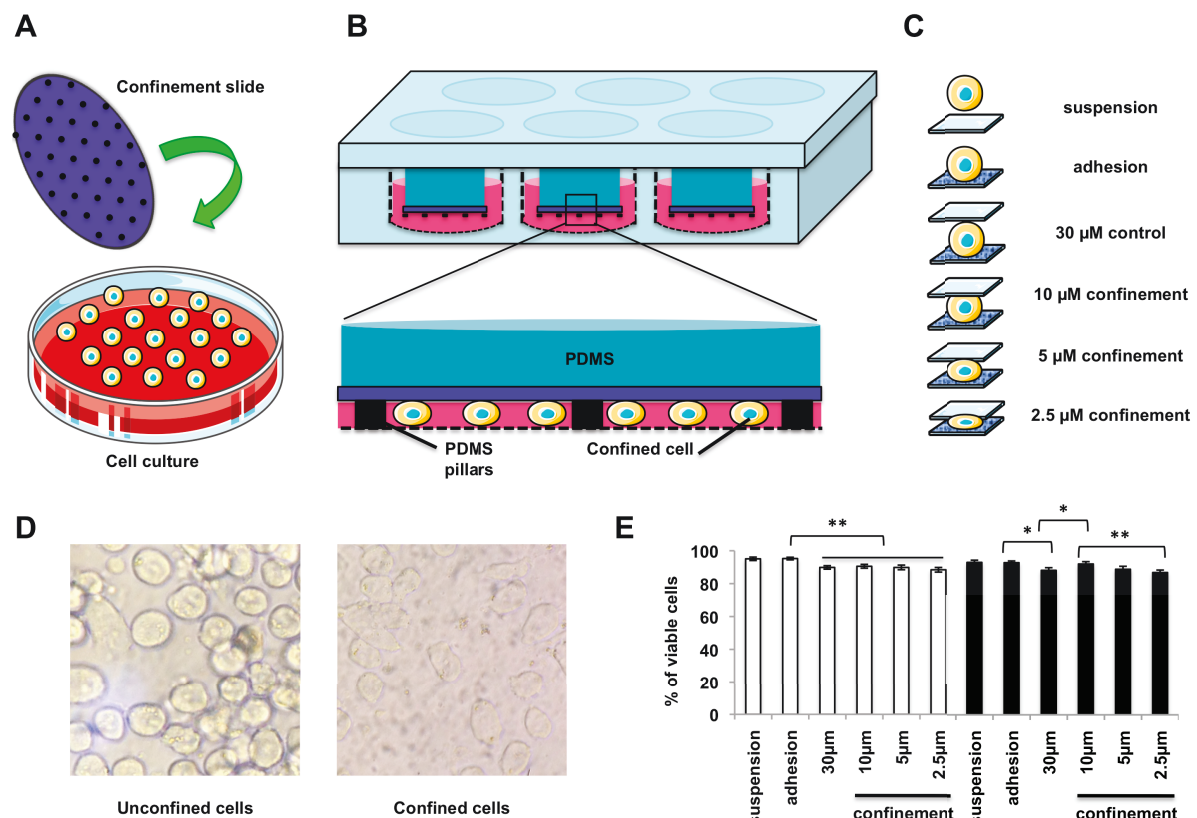 A
B
C
Confinement slide
Cell culture
PDMS
PDMS
pillars
Confined cell
suspension
adhesion
30 µM control
10 µM confinement
5 µM confinement
2.5 µM confinement
D
Unconfined cells
Confined cells
E
**
*
*
**
% of viable cells
100
80
60
40
20
0
suspension
adhesion
30µm
10µm
5µm
2.5µm
suspension
adhesion
30µm
10µm
5µm
2.5µm
confinement
confinement